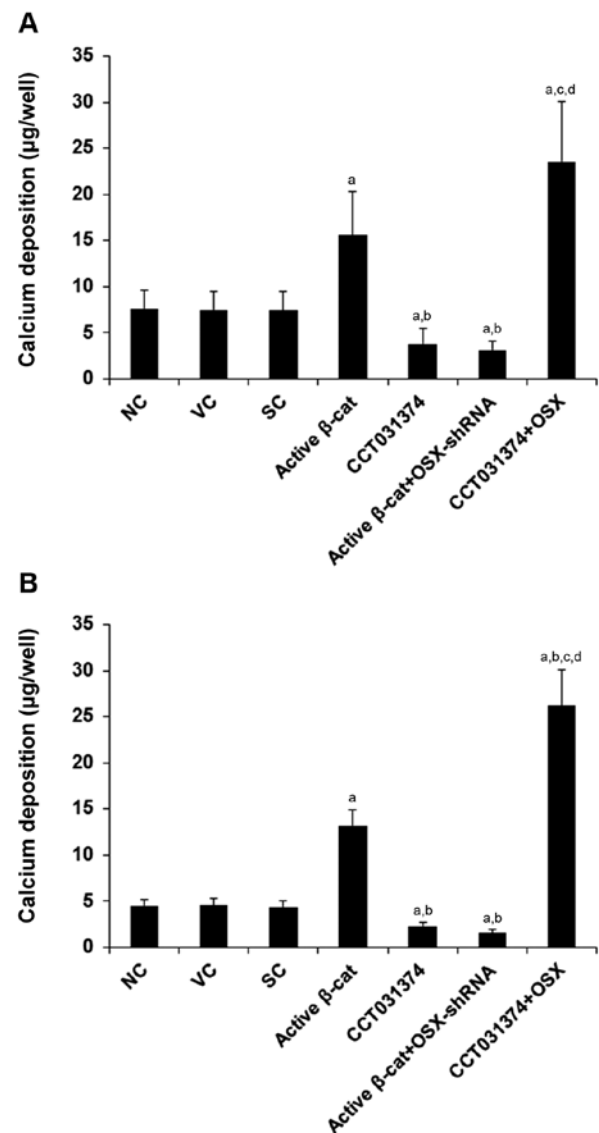 A
Calcium deposition (µg/well)
35
30
25
20
15
10
5
0
a
a,b
a,b
a,c,d
NC
VC
SC
Active β-cat
CCT031374
Active β-cat+OSX-shRNA
CCT031374+OSX
B
Calcium deposition (µg/well)
35
30
25
20
15
10
5
0
a
a,b
a,b
a,b,c,d
NC
VC
SC
Active β-cat
CCT031374
Active β-cat+OSX-shRNA
CCT031374+OSX